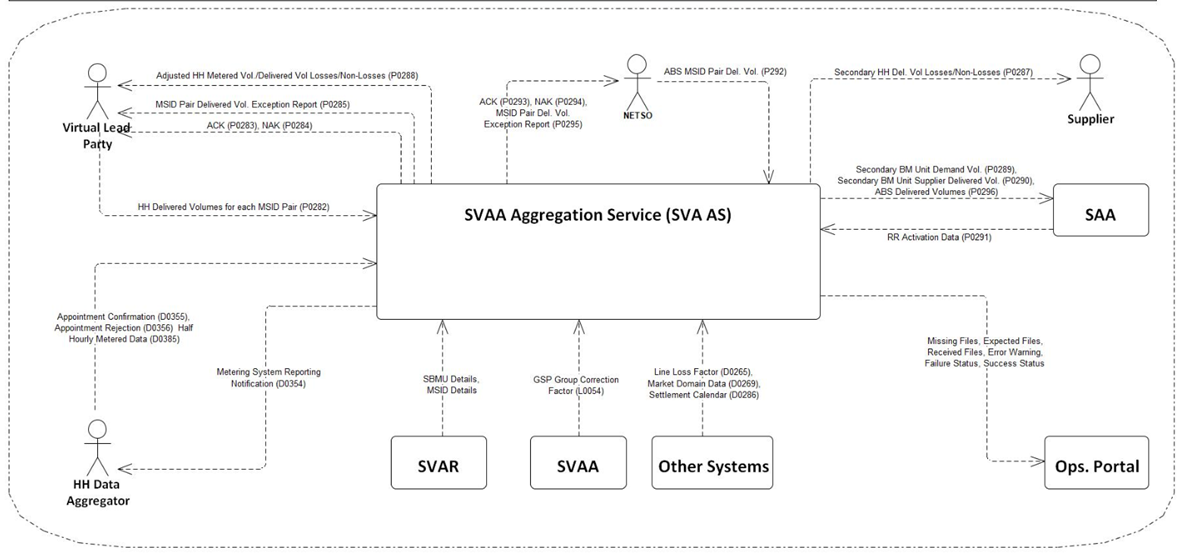 Adjusted HH Metered Vol./Delivered Vol Losses/Non-Losses (P0288)
MSID Pair Delivered Vol. Exception Report (P0285)
ACK (P0283), NAK (P0284)
Virtual Lead
Party
HH Delivered Volumes for each MSID Pair (P0282)
ACK (P0293), NAK (P0294),
MSID Pair Del. Vol.
Exception Report (P0295)
NETSO
ABS MSID Pair Del. Vol. (P292)
Secondary HH Del. Vol Losses/Non-Losses (P0287)
Supplier
SVAA Aggregation Service (SVA AS)
Secondary BM Unit Demand Vol. (P0289),
Secondary BM Unit Supplier Delivered Vol. (P0290),
ABS Delivered Volumes (P0296)
SAA
RR Activation Data (P0291)
Appointment Confirmation (D0355),
Appointment Rejection (D0356) Half
Hourly Metered Data (D0385)
Metering System Reporting
Notification (D0354)
SBMU Details,
MSID Details
GSP Group Correction
Factor (L0054)
Line Loss Factor (D0265),
Market Domain Data (D0269),
Settlement Calendar (D0286)
Missing Files, Expected Files,
Received Files, Error Warning,
Failure Status, Success Status
HH Data
Aggregator
SVAR
SVAA
Other Systems
Ops. Portal